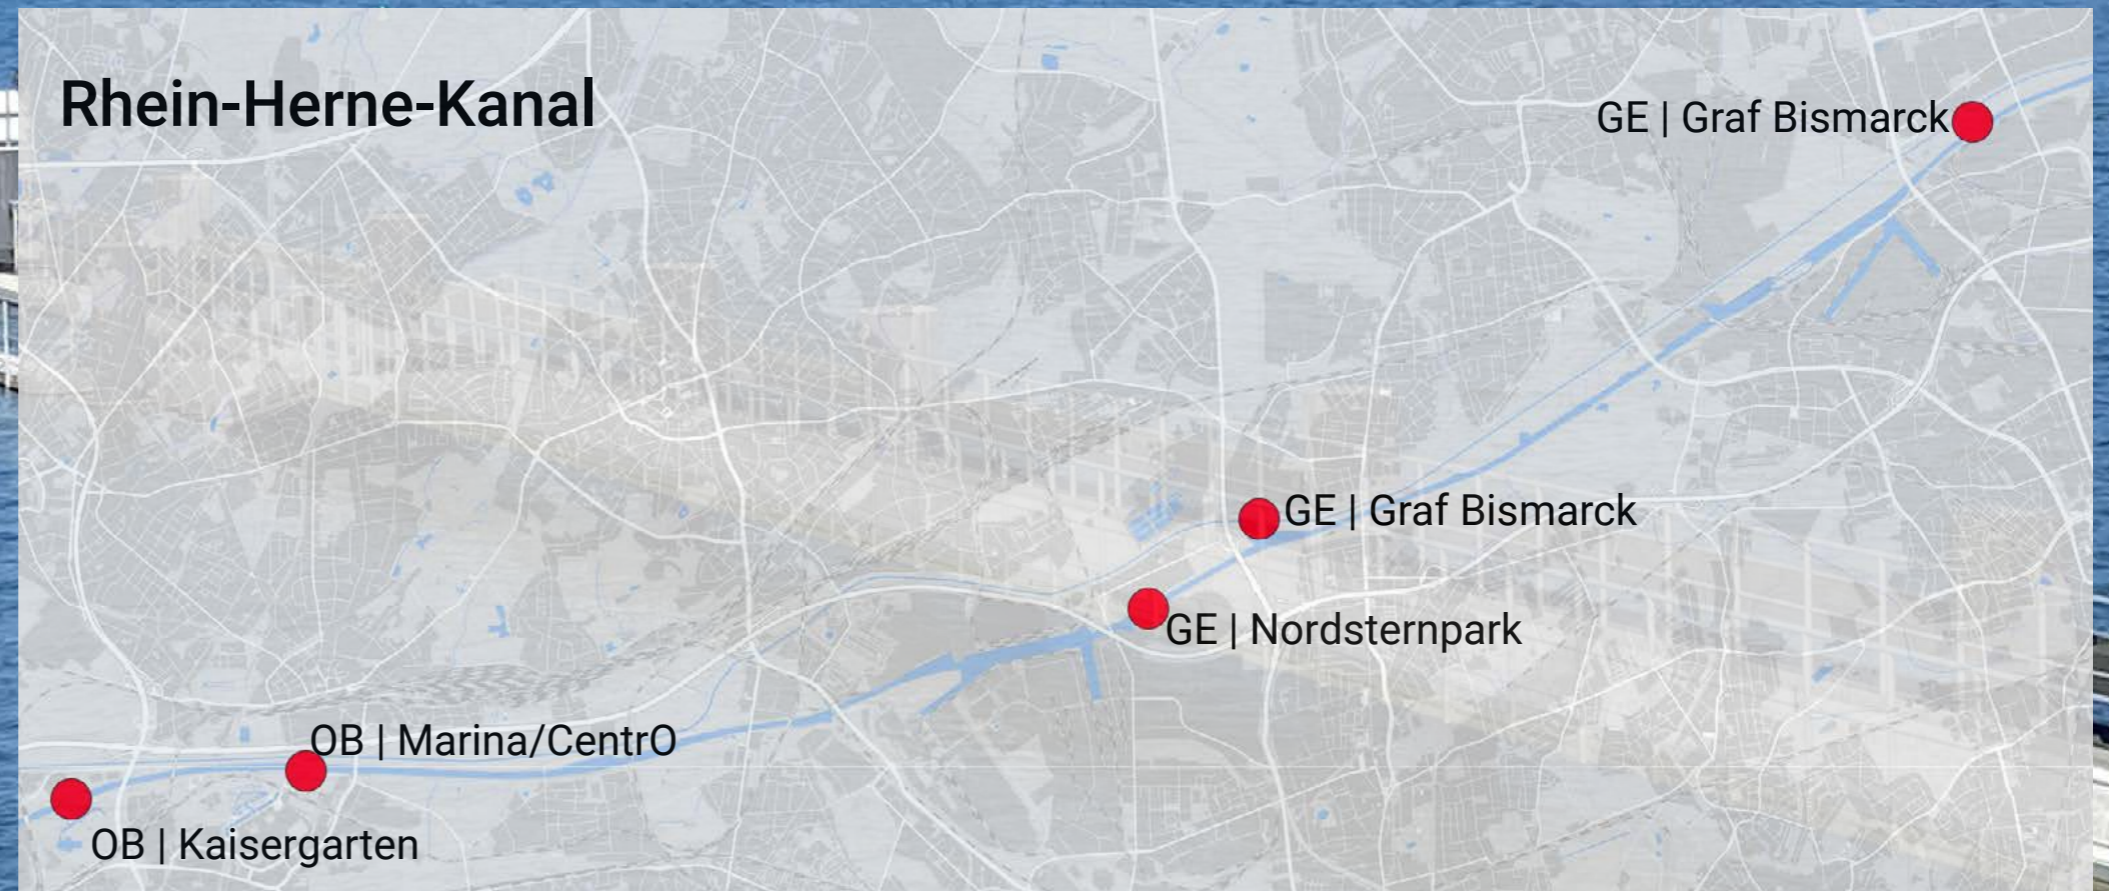 Rhein-Herne-Kanal
GE | Graf Bismarck
GE | Graf Bismarck
GE | Nordsternpark
OB | Marina/CentrO
OB | Kaisergarten